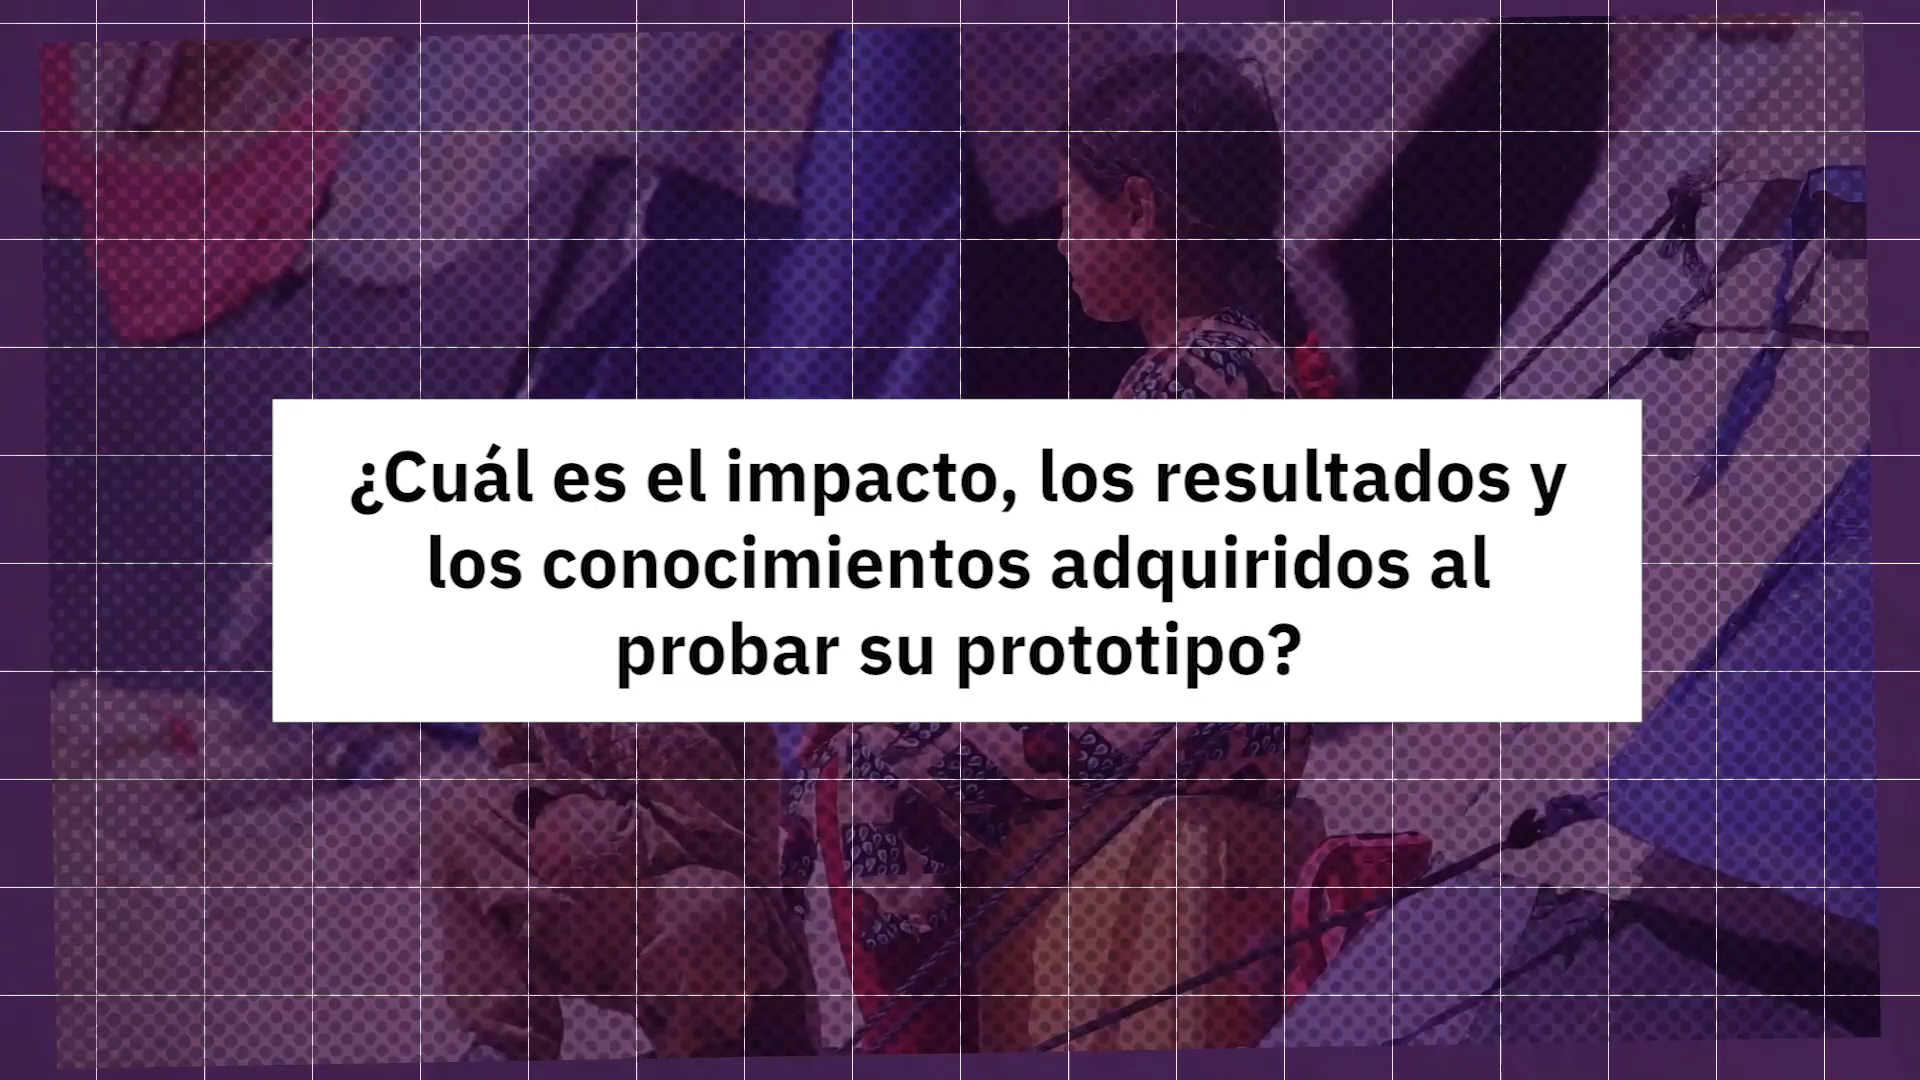 ¿Cuál es el impacto, los resultados y
los conocimientos adquiridos al
probar su prototipo?